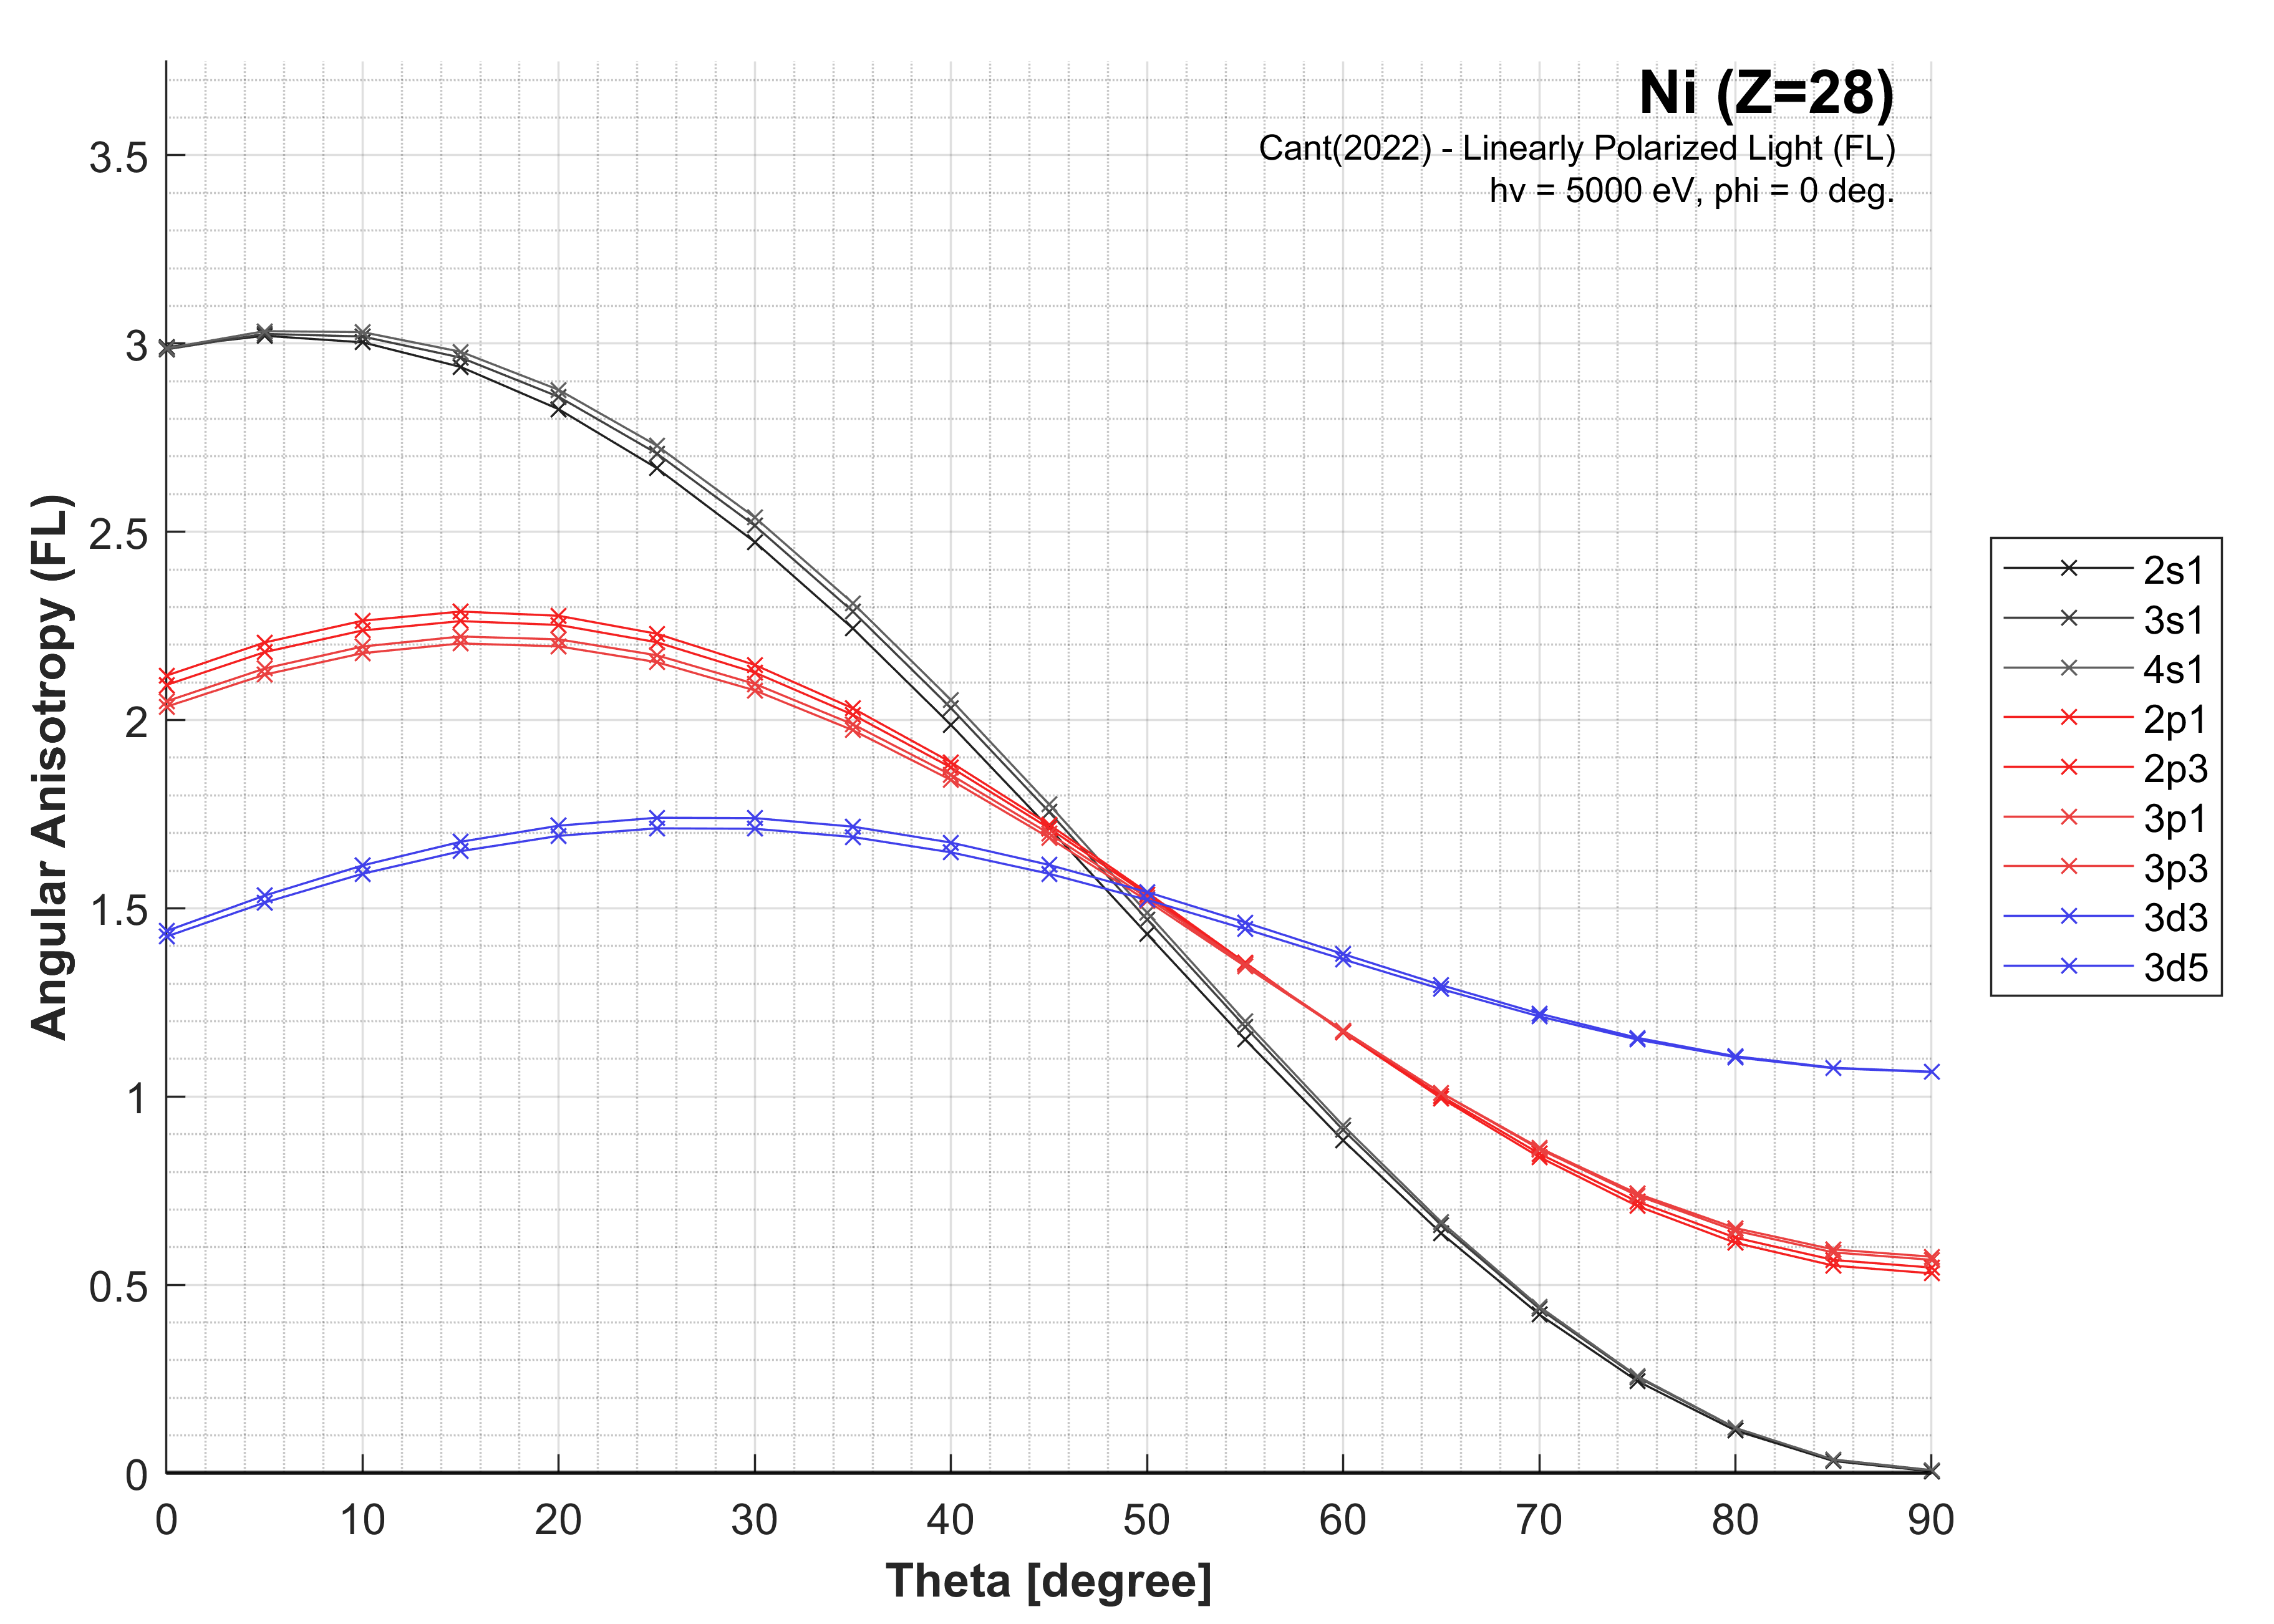 Ni (Z=28)
Cant(2022) - Linearly Polarized Light (FL)
hv = 5000 eV, phi = 0 deg.
Angular Anisotropy (FL)
3.5
3
2.5
2
1.5
1
0.5
0
0 10 20 30 40 50 60 70 80 90
Theta [degree]
2s1
3s1
4s1
2p1
2p3
3p1
3p3
3d3
3d5